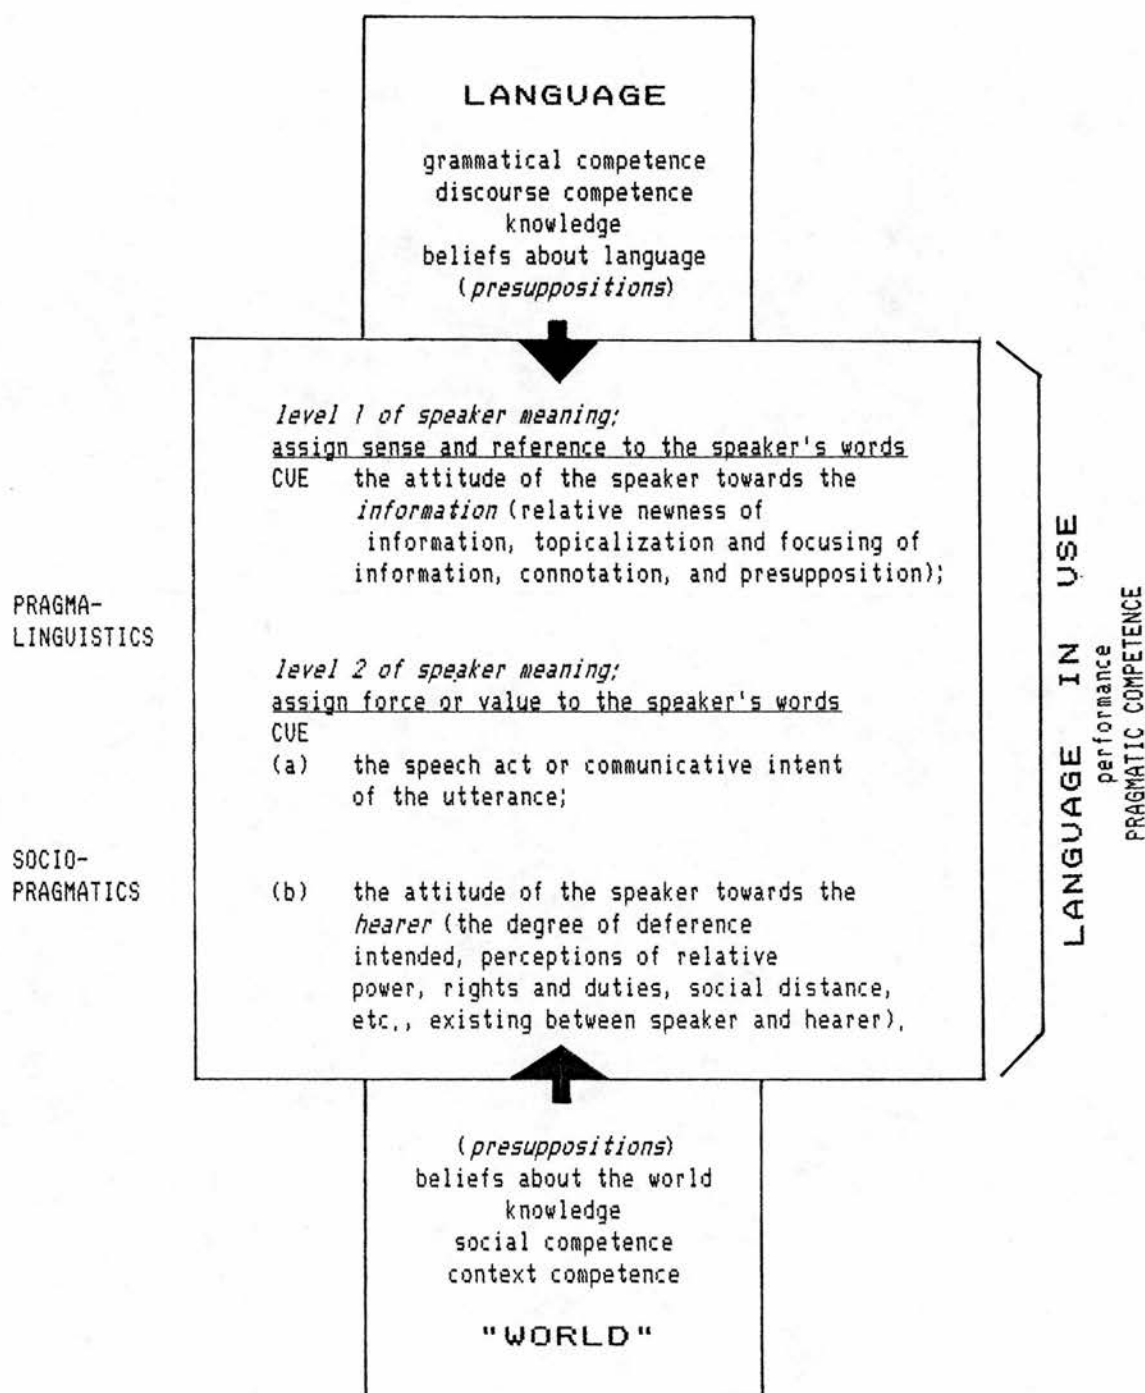 LANGUAGE
grammatical competence
discourse competence
knowledge
beliefs about language
(presuppositions)
level 1 of speaker meaning;
assign sense and reference to the speaker's words
CUE the attitude of the speaker towards the
information (relative newness of
information, topicalization and focusing of
information, connotation, and presupposition);
PRAGMA-
LINGUISTICS
level 2 of speaker meaning;
assign force or value to the speaker's words
CUE
(a) the speech act or communicative intent
of the utterance;
SOCIO-
PRAGMATICS
(b) the attitude of the speaker towards the
hearer (the degree of deference
intended, perceptions of relative
power, rights and duties, social distance,
etc., existing between speaker and hearer).
LANGUAGE IN USE
performance
PRAGMATIC COMPETENCE
(presuppositions)
beliefs about the world
knowledge
social competence
context competence
"WORLD"